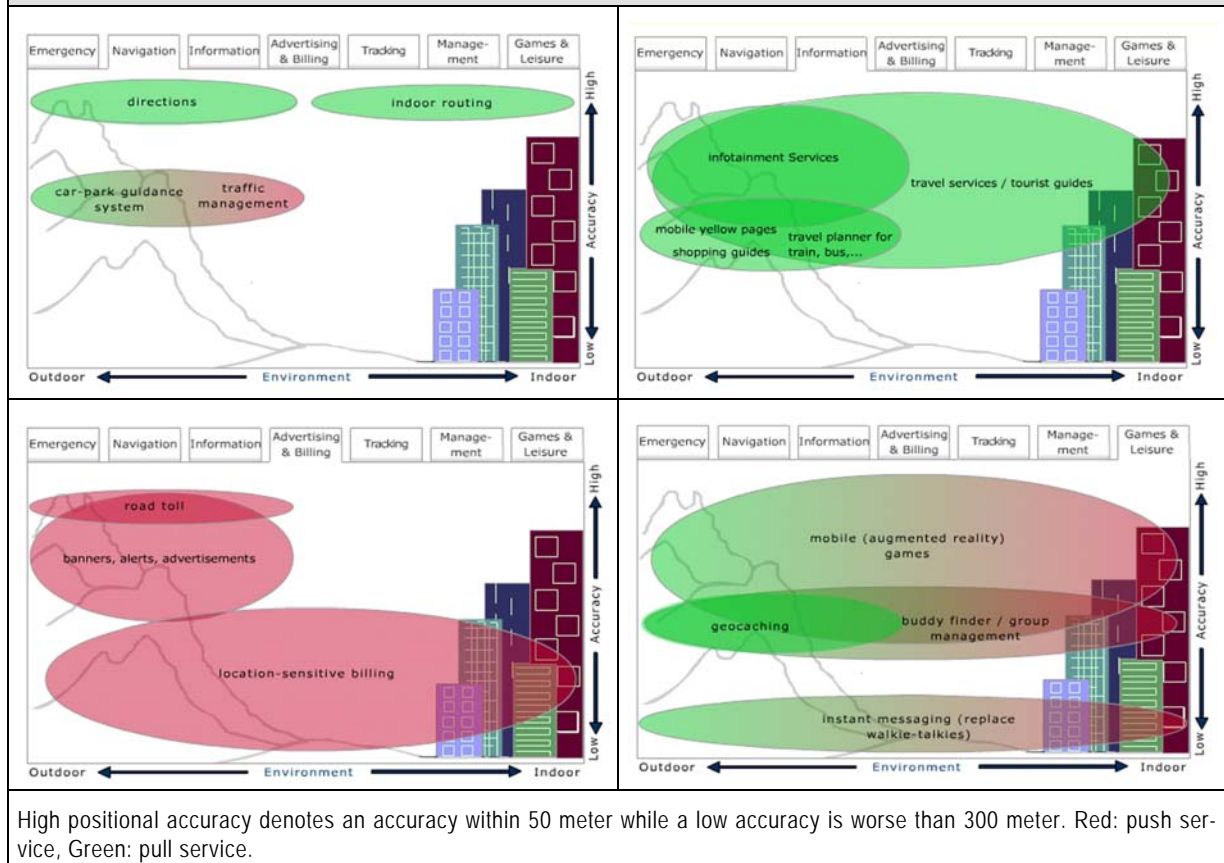 Emergency
Navigation
Information
Advertising
& Billing
Tracking
Manage-
ment
Games &
Leisure
directions
indoor routing
car-park guidance
system
traffic
management
High
Accuracy
Low
Outdoor
Environment
Indoor
Emergency
Navigation
Information
Advertising
& Billing
Tracking
Manage-
ment
Games &
Leisure
infotainment Services
travel services / tourist guides
mobile yellow pages
shopping guides
travel planner for
train, bus,...
High
Accuracy
Low
Outdoor
Environment
Indoor
Emergency
Navigation
Information
Advertising
& Billing
Tracking
Manage-
ment
Games &
Leisure
road toll
banners, alerts, advertisements
location-sensitive billing
High
Accuracy
Low
Outdoor
Environment
Indoor
Emergency
Navigation
Information
Advertising
& Billing
Tracking
Manage-
ment
Games &
Leisure
mobile (augmented reality)
games
geocaching
buddy finder / group
management
instant messaging (replace
walkie-talkies)
High
Accuracy
Low
Outdoor
Environment
Indoor
High positional accuracy denotes an accuracy within 50 meter while a low accuracy is worse than 300 meter. Red: push ser-
vice, Green: pull service.